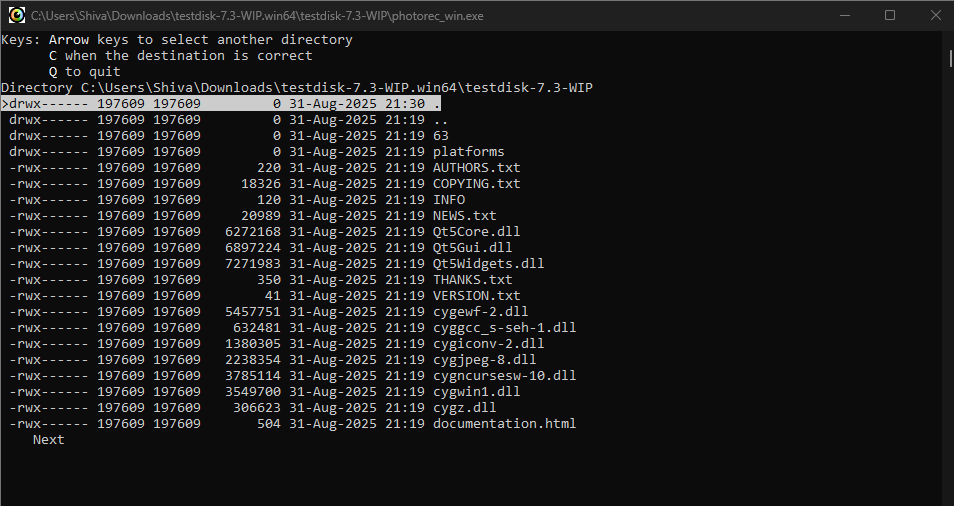 C:\Users\Shiva\Downloads\testdisk-7.3-WIP.win64\testdisk-7.3-WIP\photorec_win.exe
Keys: Arrow keys to select another directory
      C when the destination is correct
      Q to quit
Directory C:\Users\Shiva\Downloads\testdisk-7.3-WIP.win64\testdisk-7.3-WIP
>drwx------ 197609 197609         0 31-Aug-2025 21:30 .
 drwx------ 197609 197609         0 31-Aug-2025 21:19 ..
 drwx------ 197609 197609         0 31-Aug-2025 21:19 63
 drwx------ 197609 197609         0 31-Aug-2025 21:19 platforms
 -rwx------ 197609 197609       220 31-Aug-2025 21:19 AUTHORS.txt
 -rwx------ 197609 197609     18326 31-Aug-2025 21:19 COPYING.txt
 -rwx------ 197609 197609       120 31-Aug-2025 21:19 INFO
 -rwx------ 197609 197609     20989 31-Aug-2025 21:19 NEWS.txt
 -rwx------ 197609 197609   6272168 31-Aug-2025 21:19 Qt5Core.dll
 -rwx------ 197609 197609   6897224 31-Aug-2025 21:19 Qt5Gui.dll
 -rwx------ 197609 197609   7271983 31-Aug-2025 21:19 Qt5Widgets.dll
 -rwx------ 197609 197609       350 31-Aug-2025 21:19 THANKS.txt
 -rwx------ 197609 197609        41 31-Aug-2025 21:19 VERSION.txt
 -rwx------ 197609 197609   5457751 31-Aug-2025 21:19 cygewf-2.dll
 -rwx------ 197609 197609    632481 31-Aug-2025 21:19 cyggcc_s-seh-1.dll
 -rwx------ 197609 197609   1380305 31-Aug-2025 21:19 cygiconv-2.dll
 -rwx------ 197609 197609   2238354 31-Aug-2025 21:19 cygjpeg-8.dll
 -rwx------ 197609 197609   3785114 31-Aug-2025 21:19 cygncursesw-10.dll
 -rwx------ 197609 197609   3549700 31-Aug-2025 21:19 cygwin1.dll
 -rwx------ 197609 197609    306623 31-Aug-2025 21:19 cygz.dll
 -rwx------ 197609 197609       504 31-Aug-2025 21:19 documentation.html
    Next